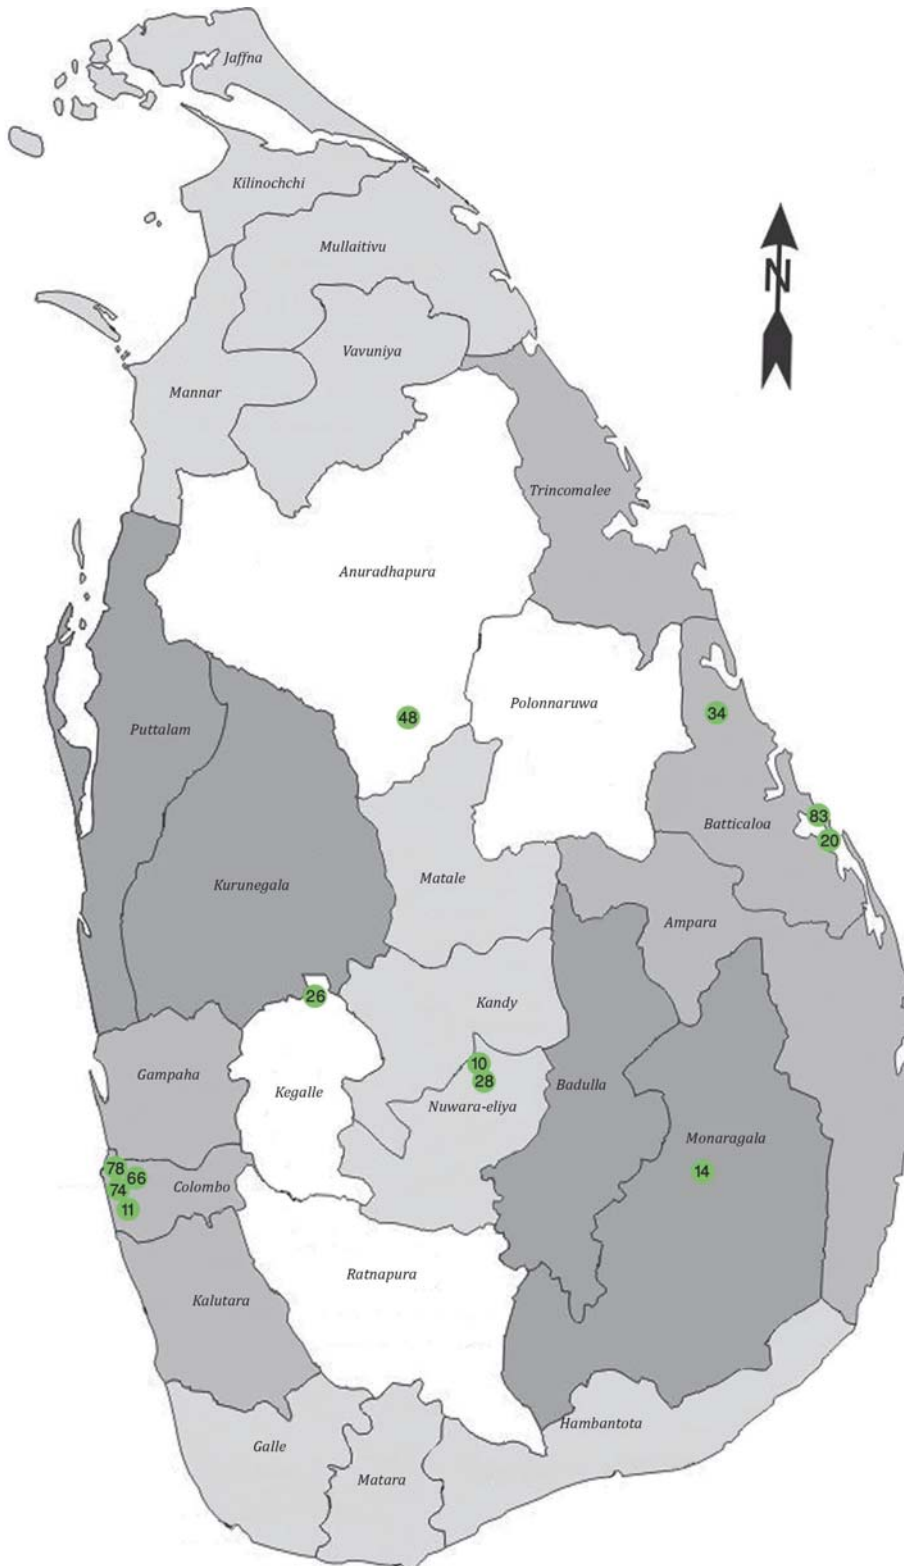 Jaffna
Kilinochchi
Mullaitivu
N
Vavuniya
Mannar
Trincomalee
Anuradhapura
Polonnaruwa
48
34
Puttalam
83
Batticaloa
20
Kurunegala
Matale
Ampara
26
Kandy
10
Gampaha
28
Badulla
Kegalle
Nuwara-eliya
Monaragala
78
66
14
74
Colombo
11
Ratnapura
Kalutara
Hambantota
Galle
Matara